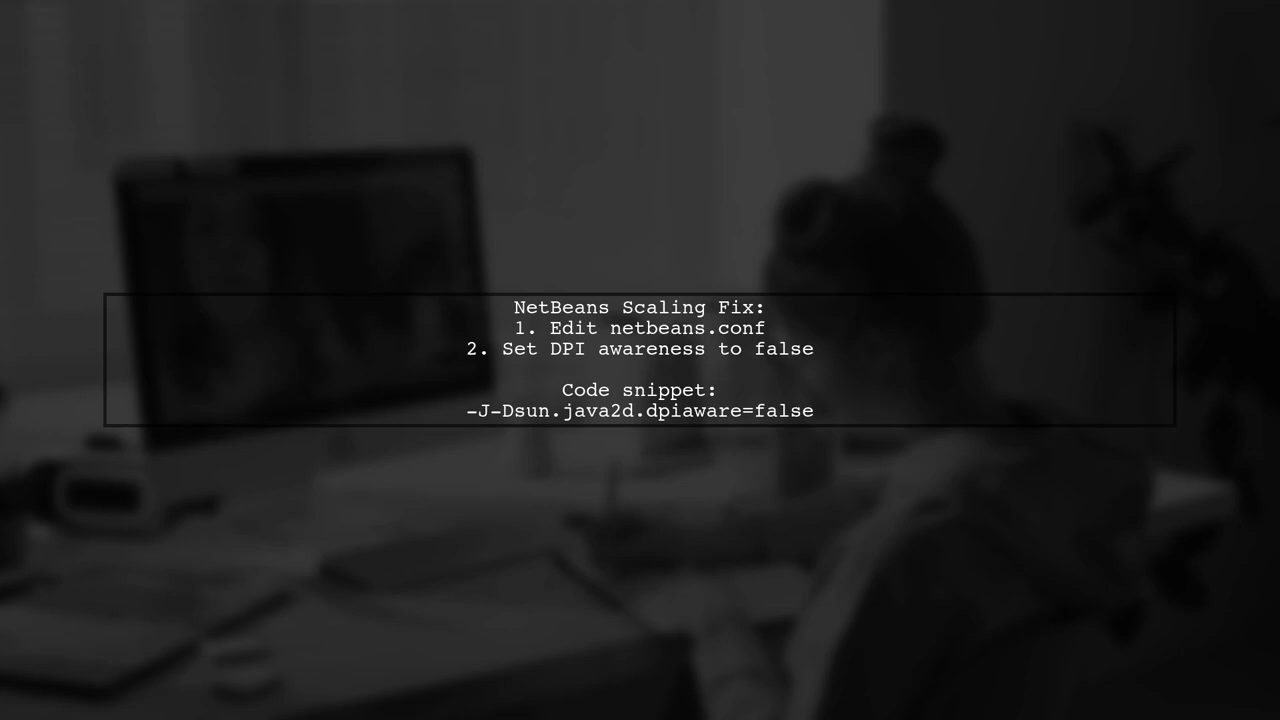 NetBeans Scaling Fix:
1. Edit netbeans.conf
2. Set DPI awareness to false
Code snippet:
-J-Dsun.java2d.dpiaware=false